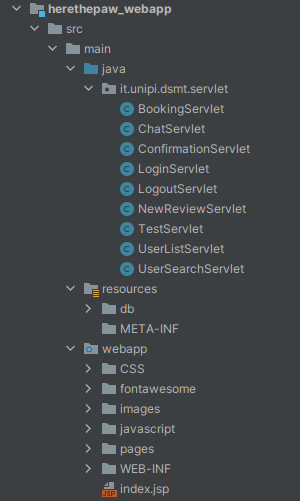 herethepaw_webapp
src
main
java
it.unipi.dsmt.servlet
BookingServlet
ChatServlet
ConfirmationServlet
LoginServlet
LogoutServlet
NewReviewServlet
TestServlet
UserListServlet
UserSearchServlet
resources
db
META-INF
webapp
CSS
fontawesome
images
javascript
pages
WEB-INF
index.jsp